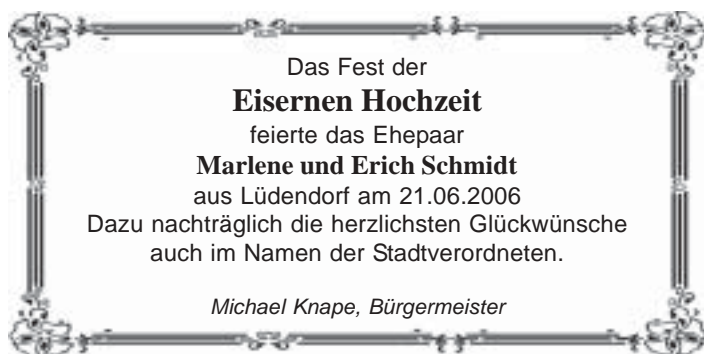 Das Fest der
Eisernen Hochzeit
feierte das Ehepaar
Marlene und Erich Schmidt
aus Lüdendorf am 21.06.2006
Dazu nachträglich die herzlichsten Glückwünsche
auch im Namen der Stadtverordneten.
Michael Knape, Bürgermeister